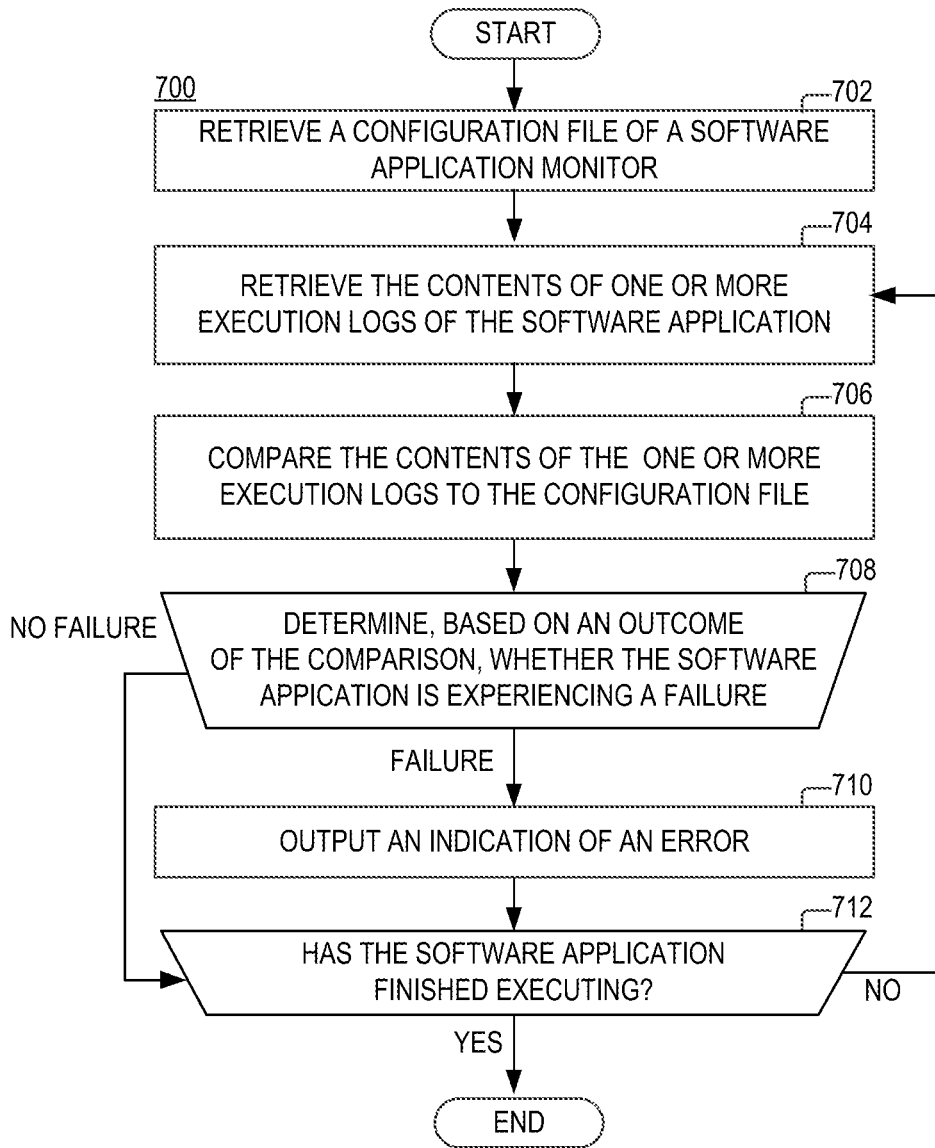 START
700
702
RETRIEVE A CONFIGURATION FILE OF A SOFTWARE
APPLICATION MONITOR
704
RETRIEVE THE CONTENTS OF ONE OR MORE
EXECUTION LOGS OF THE SOFTWARE APPLICATION
706
COMPARE THE CONTENTS OF THE ONE OR MORE
EXECUTION LOGS TO THE CONFIGURATION FILE
708
NO FAILURE
DETERMINE, BASED ON AN OUTCOME
OF THE COMPARISON, WHETHER THE SOFTWARE
APPICATION IS EXPERIENCING A FAILURE
FAILURE
710
OUTPUT AN INDICATION OF AN ERROR
712
HAS THE SOFTWARE APPLICATION
FINISHED EXECUTING?
NO
YES
END